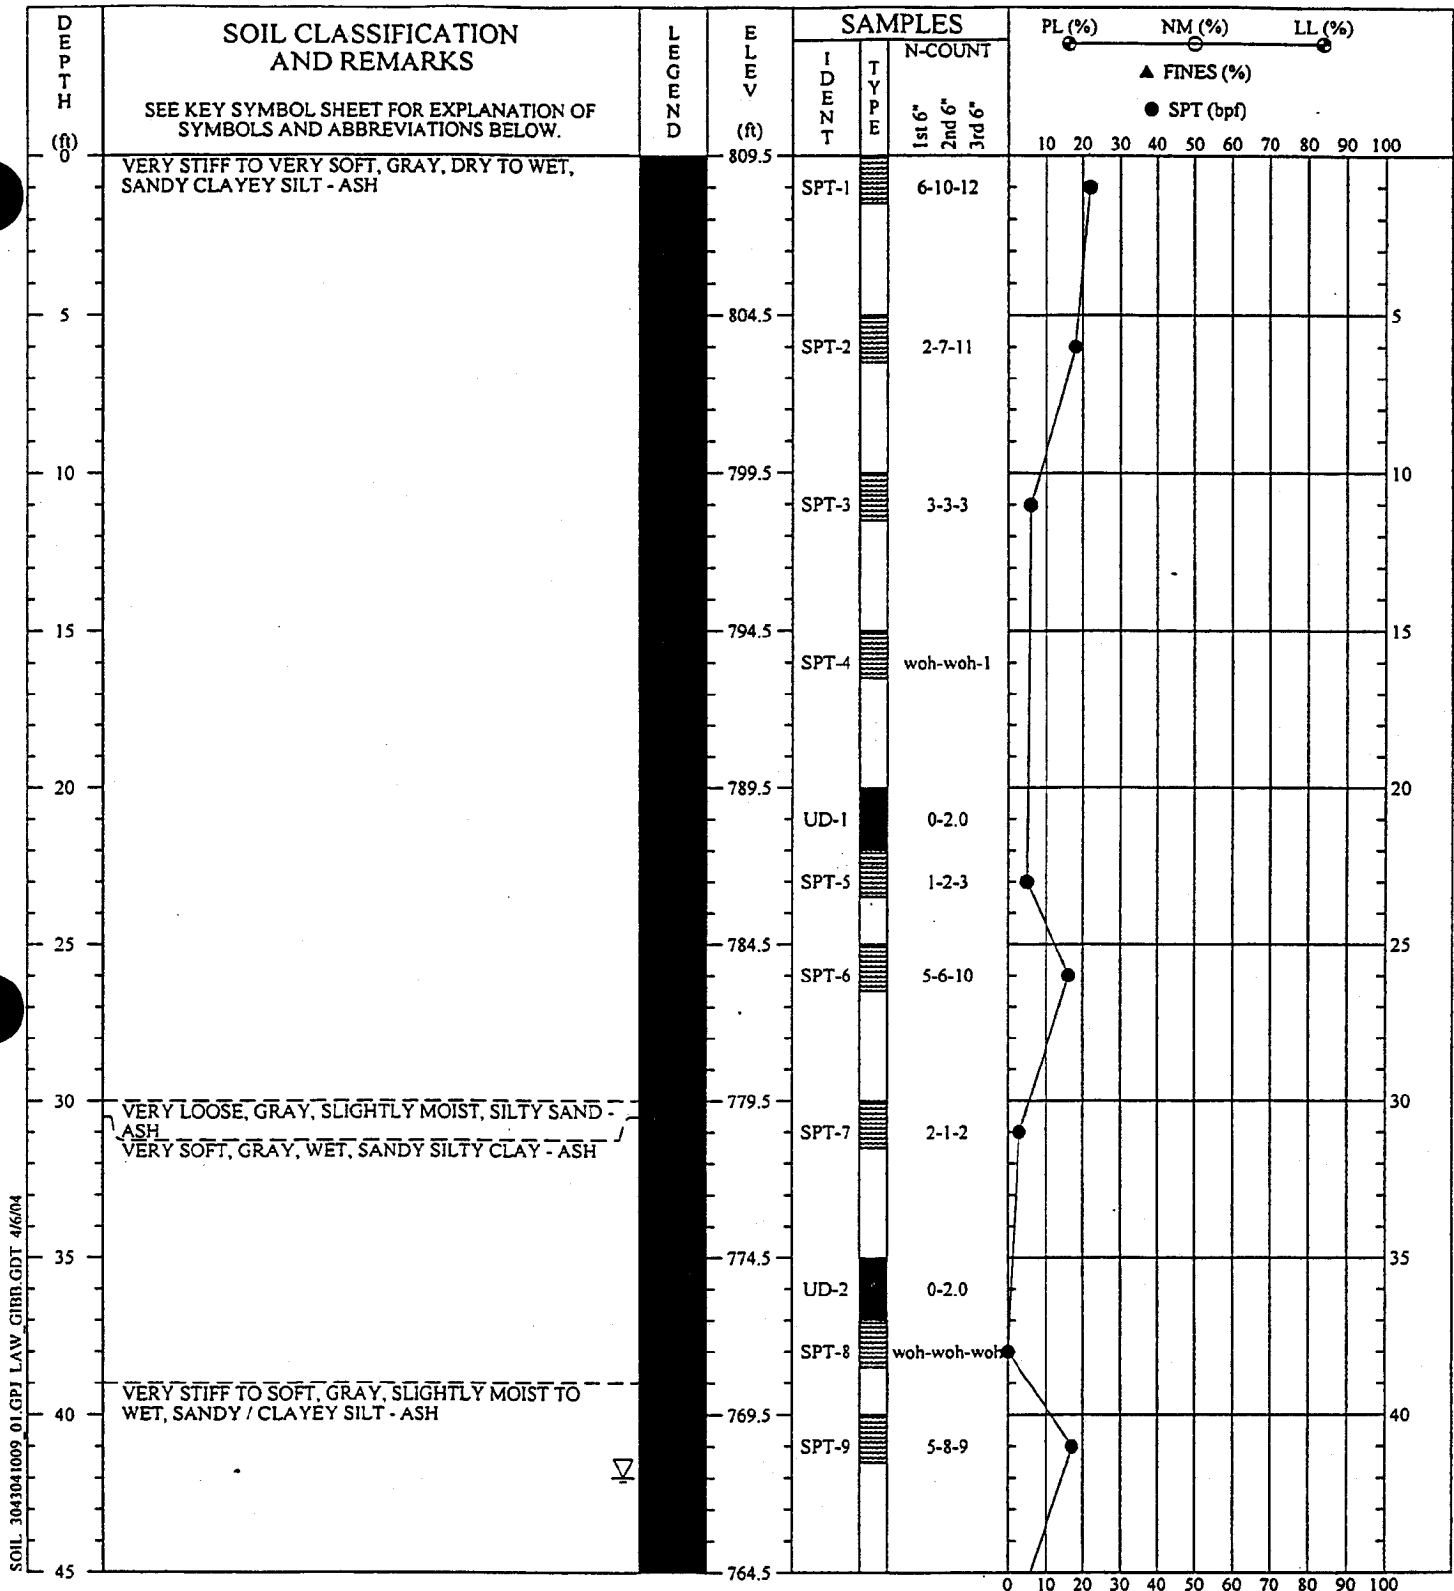 DEPTH (ft)
SOIL CLASSIFICATION
AND REMARKS
SEE KEY SYMBOL SHEET FOR EXPLANATION OF
SYMBOLS AND ABBREVIATIONS BELOW.
LEGEND
ELEV (ft)
SAMPLES
IDENT
TYPE
N-COUNT
1st 6"
2nd 6"
3rd 6"
PL (%) NM (%) LL (%)
▲ FINES (%)
● SPT (bpf)
10 20 30 40 50 60 70 80 90 100
0 809.5
VERY STIFF TO VERY SOFT, GRAY, DRY TO WET,
SANDY CLAYEY SILT - ASH
SPT-1 6-10-12
5 804.5 5
SPT-2 2-7-11
10 799.5 10
SPT-3 3-3-3
15 794.5 15
SPT-4 woh-woh-1
20 789.5 20
UD-1 0-2.0
SPT-5 1-2-3
25 784.5 25
SPT-6 5-6-10
30 779.5 30
VERY LOOSE, GRAY, SLIGHTLY MOIST, SILTY SAND -
ASH
SPT-7 2-1-2
VERY SOFT, GRAY, WET, SANDY SILTY CLAY - ASH
35 774.5 35
UD-2 0-2.0
SPT-8 woh-woh-woh
VERY STIFF TO SOFT, GRAY, SLIGHTLY MOIST TO
WET, SANDY / CLAYEY SILT - ASH
40 769.5 40
SPT-9 5-8-9
45 764.5
0 10 20 30 40 50 60 70 80 90 100
SOIL 3043041009_01.GPJ LAW_GIBB.GDT 4/6/04